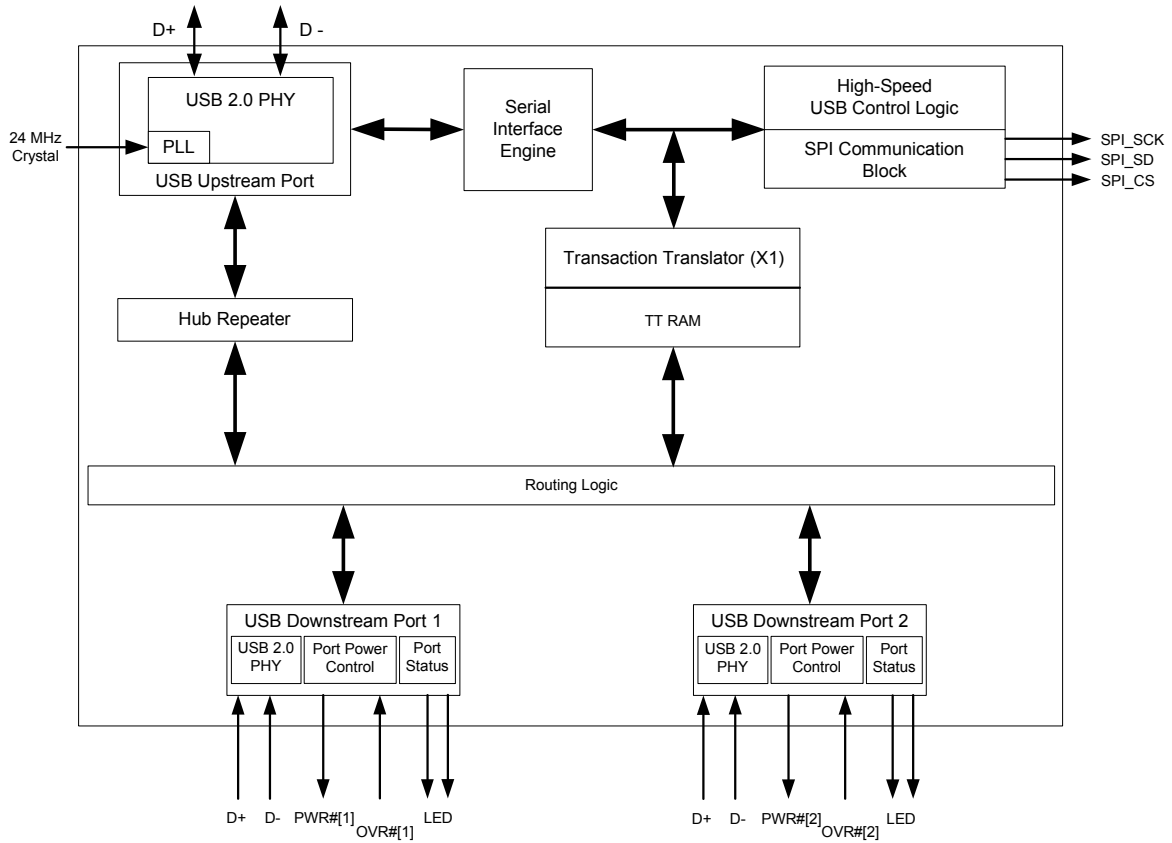 D+
D -
USB 2.0 PHY
PLL
USB Upstream Port
24 MHz
Crystal
Serial
Interface
Engine
High-Speed
USB Control Logic
SPI Communication
Block
SPI_SCK
SPI_SD
SPI_CS
Transaction Translator (X1)
TT RAM
Hub Repeater
Routing Logic
USB Downstream Port 1
USB 2.0
PHY
Port Power
Control
Port
Status
USB Downstream Port 2
USB 2.0
PHY
Port Power
Control
Port
Status
D+
D-
PWR#[1]
OVR#[1]
LED
D+
D-
PWR#[2]
OVR#[2]
LED